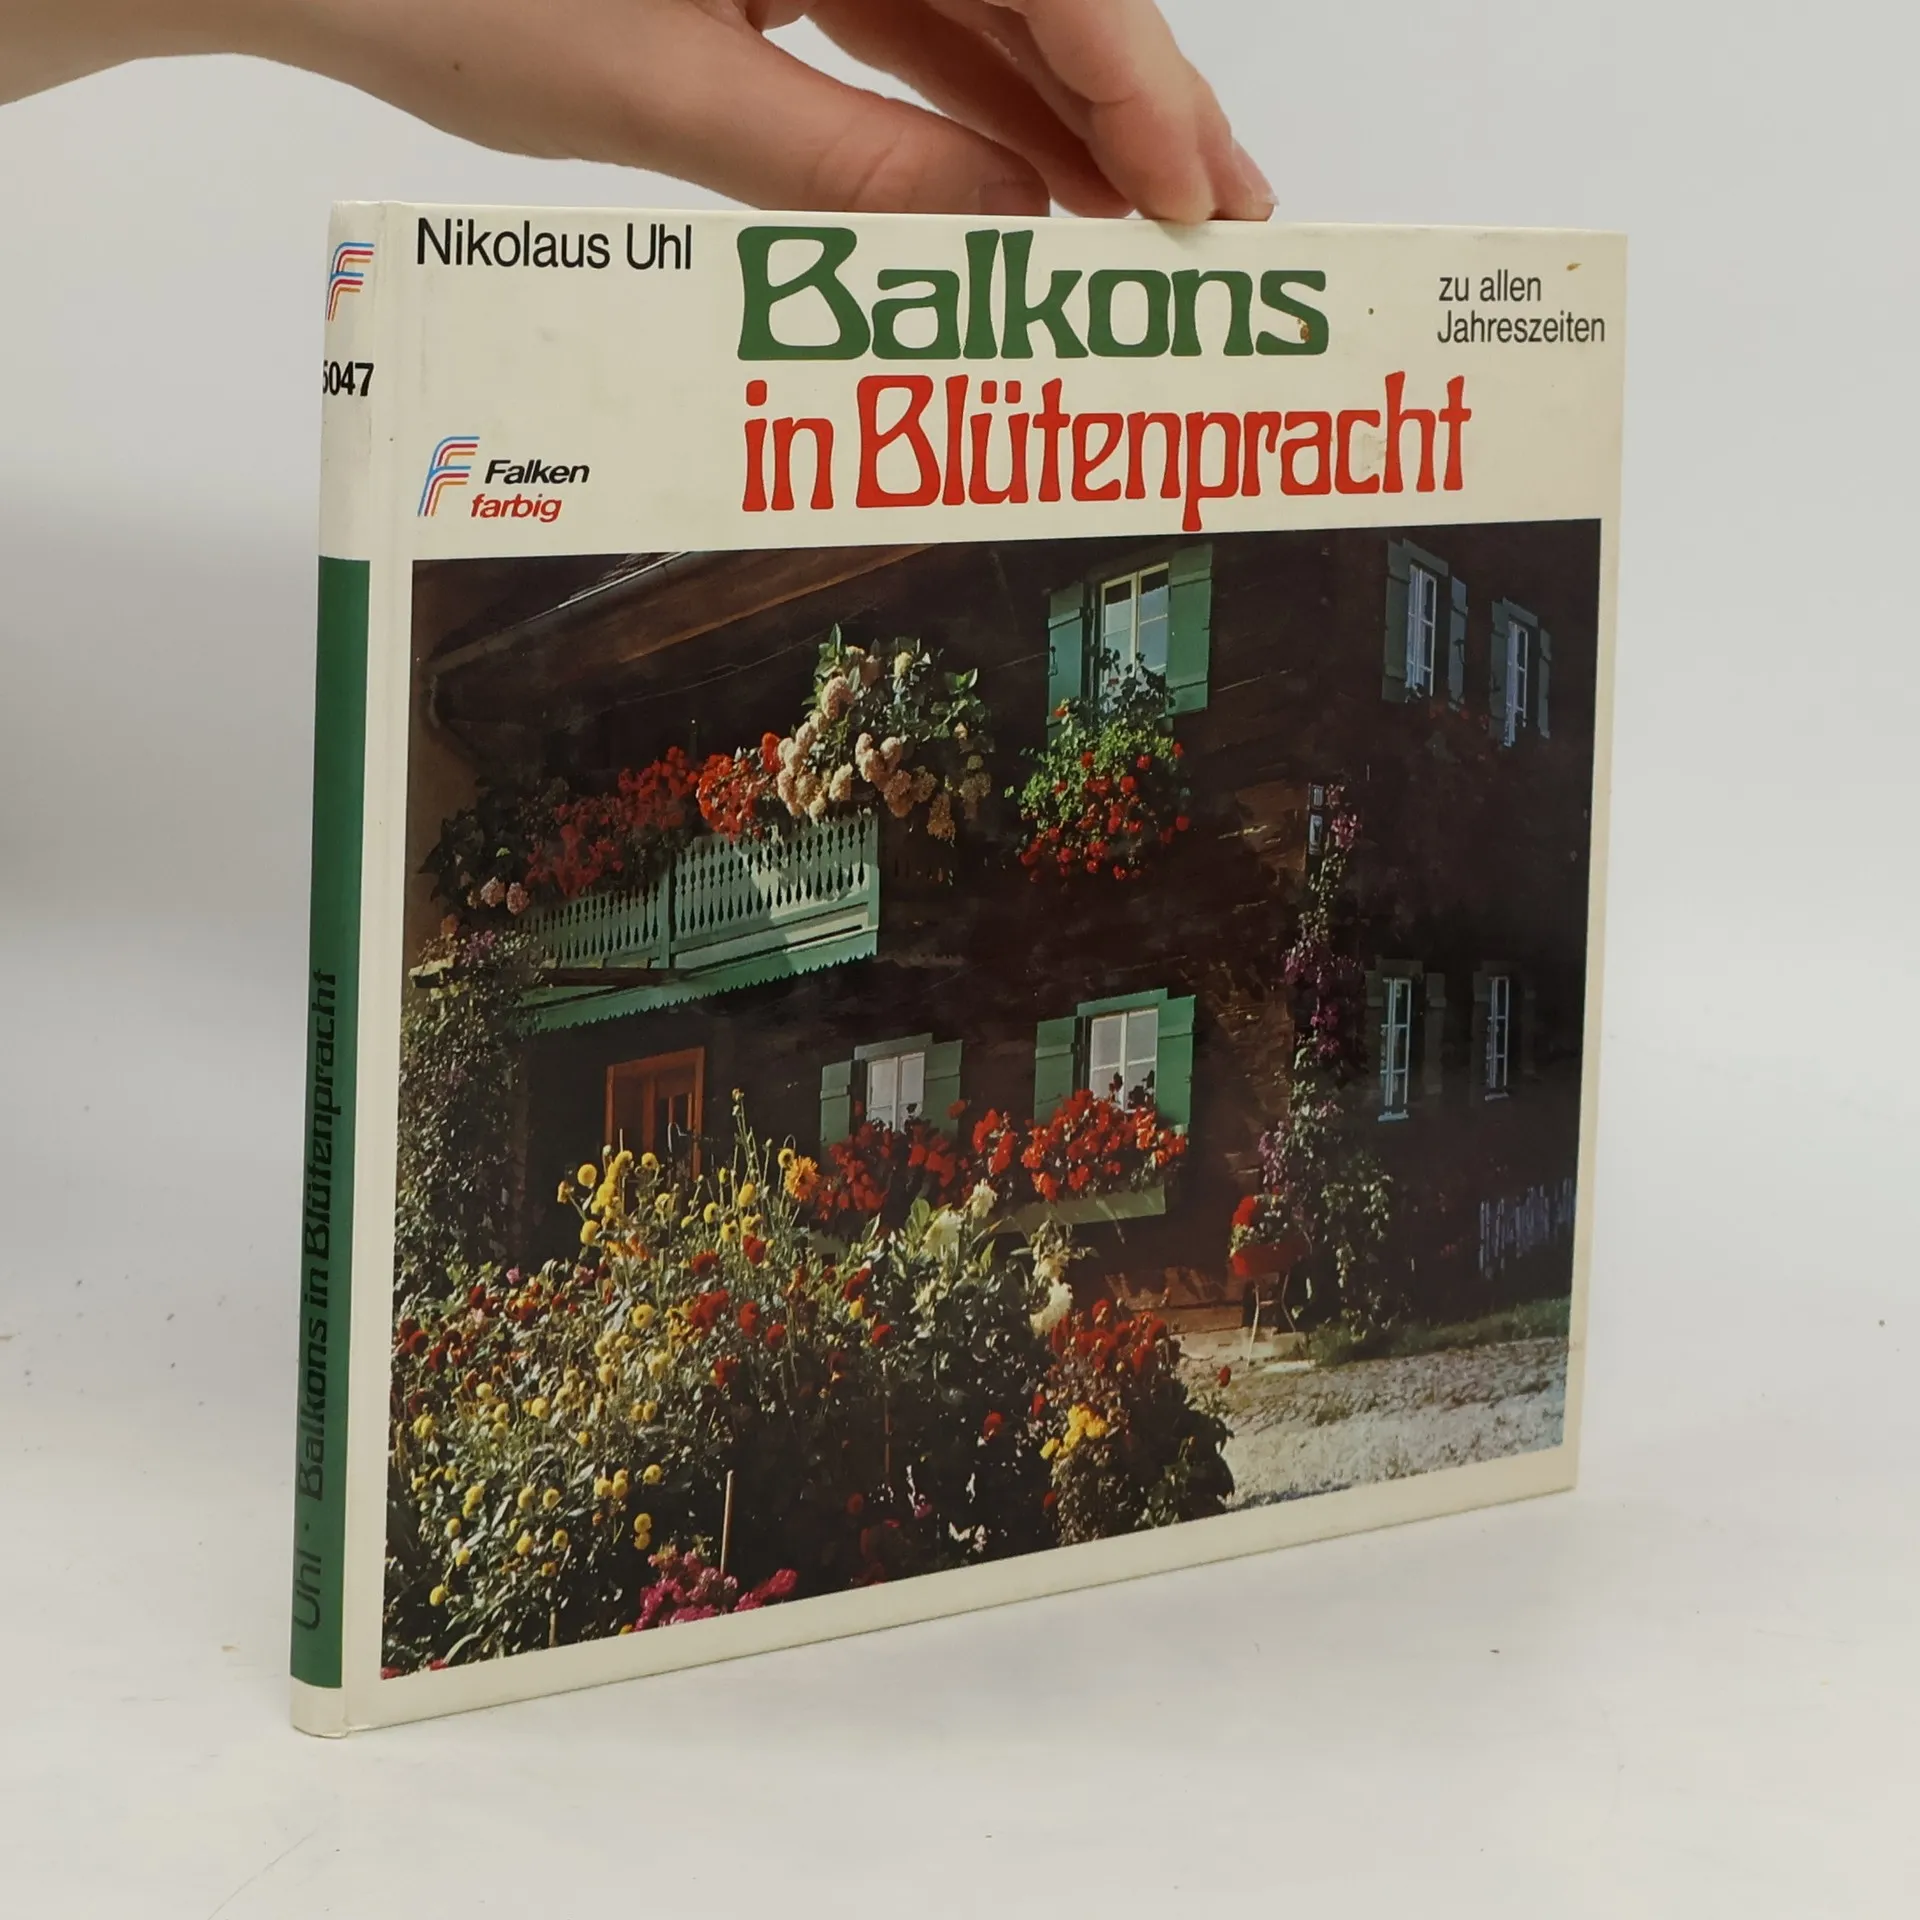 Nikolaus Uhl
Balkons
in Blütenpracht
zu allen
Jahreszeiten
Falken
farbig
5047
Uhl · Balkons in Blütenpracht